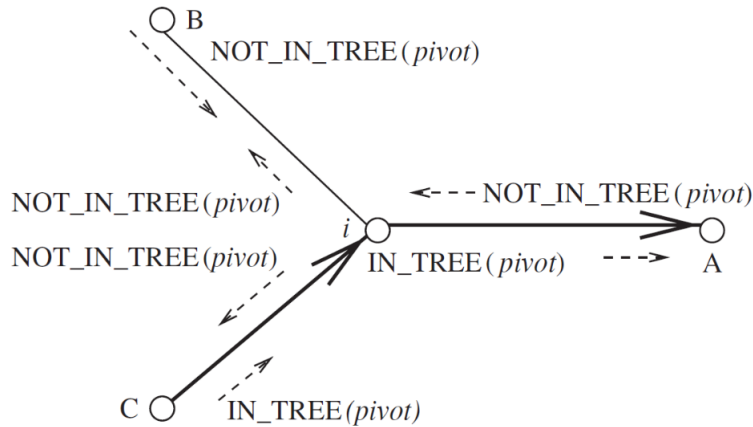 B
NOT_IN_TREE(pivot)
NOT_IN_TREE(pivot)
NOT_IN_TREE(pivot)
i
NOT_IN_TREE(pivot)
IN_TREE(pivot)
A
C
IN_TREE(pivot)